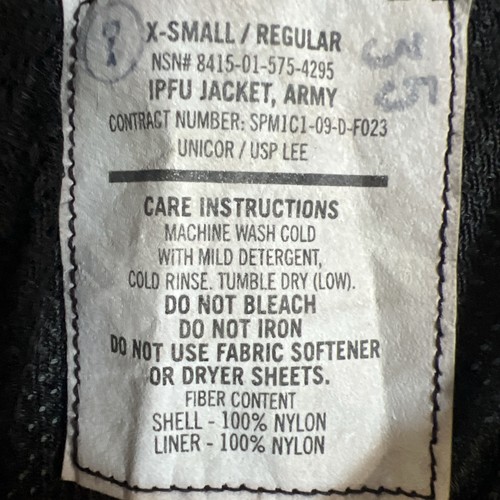 X-SMALL / REGULAR
NSN# 8415-01-575-4295
IPFU JACKET, ARMY
CONTRACT NUMBER: SPM1C1-09-D-F023
UNICOR / USP LEE
CARE INSTRUCTIONS
MACHINE WASH COLD
WITH MILD DETERGENT,
COLD RINSE. TUMBLE DRY (LOW).
DO NOT BLEACH
DO NOT IRON
DO NOT USE FABRIC SOFTENER
OR DRYER SHEETS.
FIBER CONTENT
SHELL - 100% NYLON
LINER - 100% NYLON